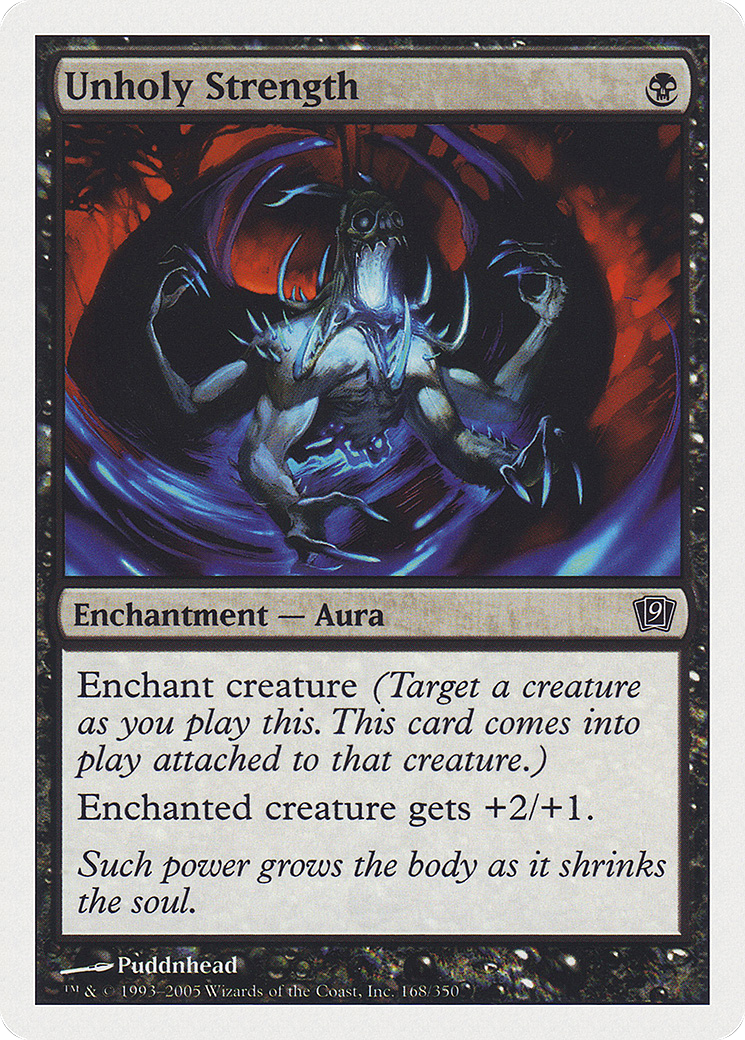 Unholy Strength
Enchantment — Aura
9
Enchant creature (Target a creature
as you play this. This card comes into
play attached to that creature.)
Enchanted creature gets +2/+1.
Such power grows the body as it shrinks
the soul.
Puddnhead
™ & © 1993–2005 Wizards of the Coast, Inc. 168/350